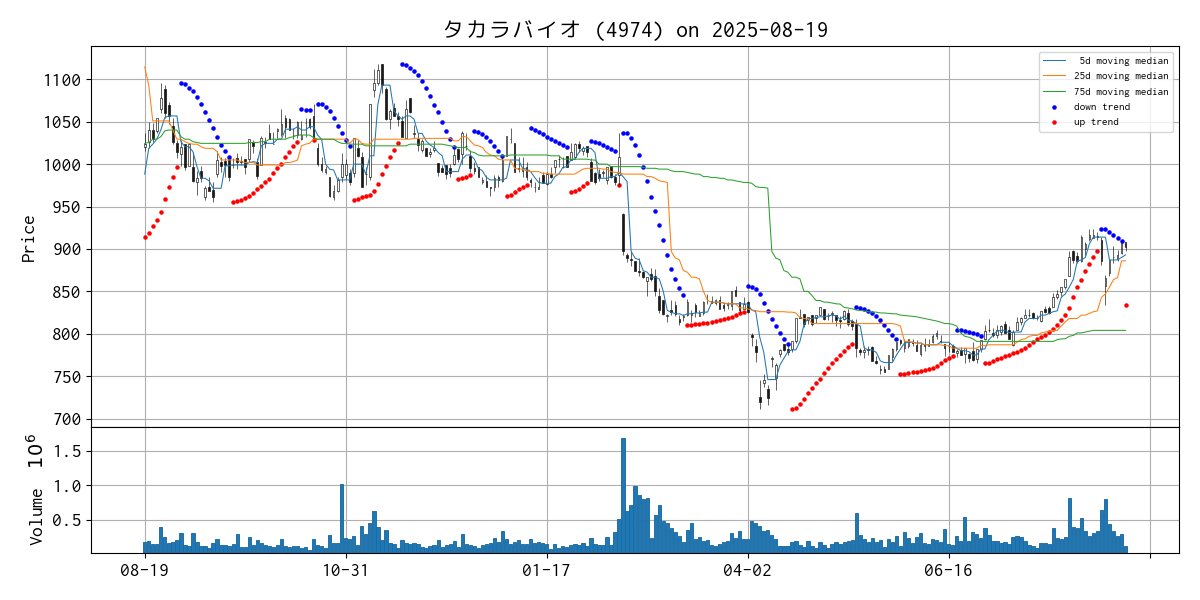 タカラバイオ (4974) on 2025-08-19
5d moving median
25d moving median
75d moving median
down trend
up trend
Price
1100
1050
1000
950
900
850
800
750
700
Volume 10^6
1.5
1.0
0.5
08-19 10-31 01-17 04-02 06-16